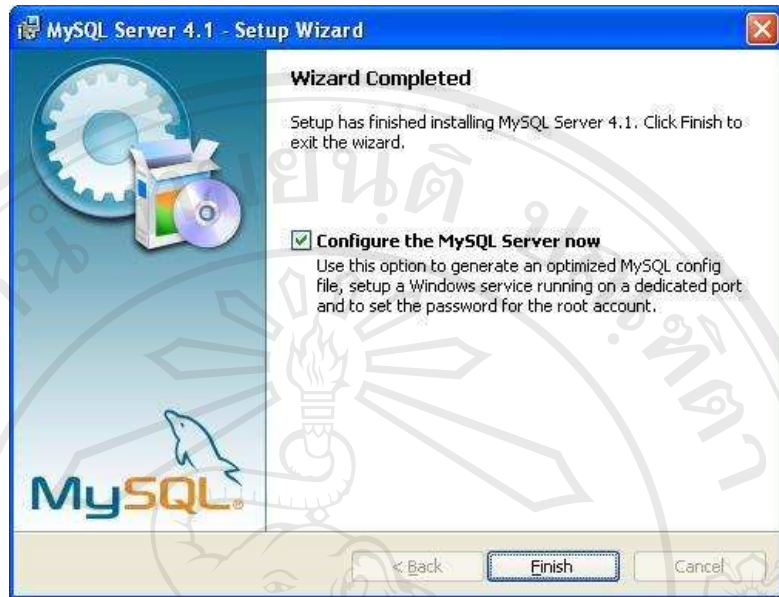 MySQL Server 4.1 - Setup Wizard
Wizard Completed
Setup has finished installing MySQL Server 4.1. Click Finish to
exit the wizard.
Configure the MySQL Server now
Use this option to generate an optimized MySQL config
file, setup a Windows service running on a dedicated port
and to set the password for the root account.
MySQL®
< Back
Finish
Cancel